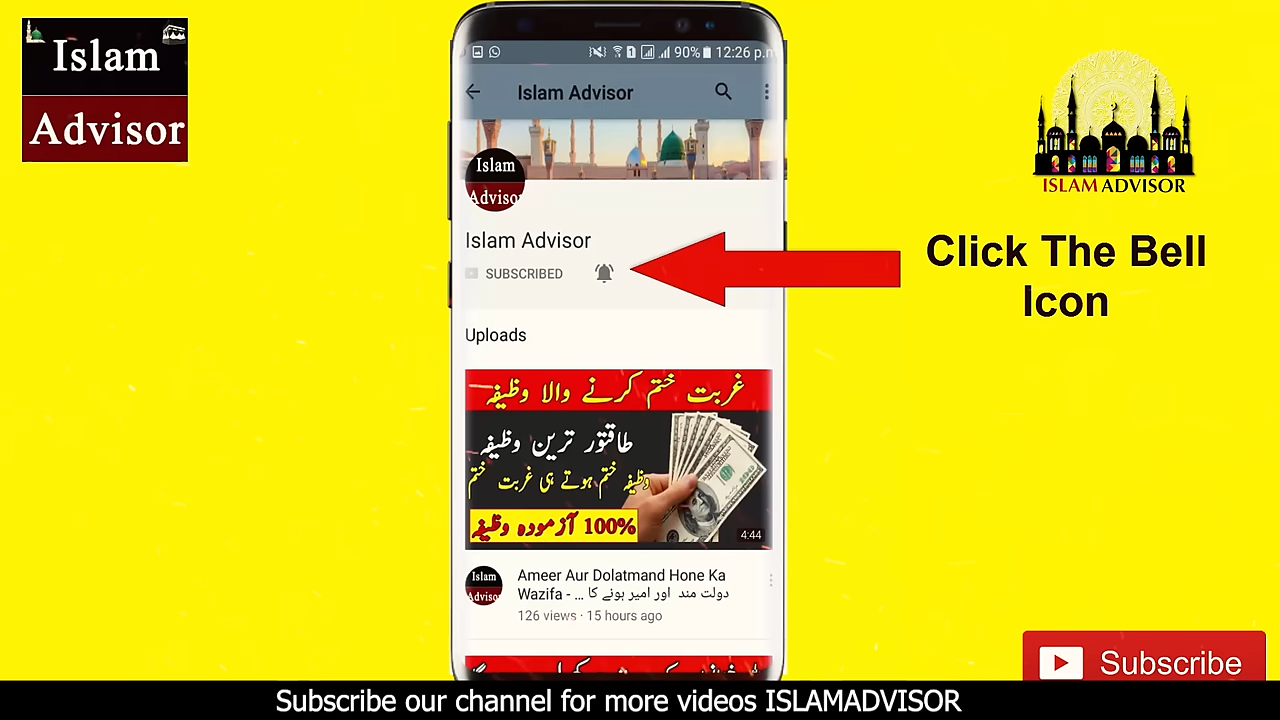 Islam
Advisor
90% 12:26 p.m
Islam Advisor
Islam
Advisor
Islam Advisor
SUBSCRIBED
Uploads
غربت ختم کرنے والا وظیفہ
طاقتور ترین وظیفہ
وظیفہ ختم ہوتے ہی غربت ختم
100% آزمودہ وظیفہ
4:44
Islam
Advisor
Ameer Aur Dolatmand Hone Ka
Wazifa - ... دولت مند اور امیر ہونے کا
126 views · 15 hours ago
ISLAM ADVISOR
Click The Bell
Icon
Subscribe
Subscribe our channel for more videos ISLAMADVISOR